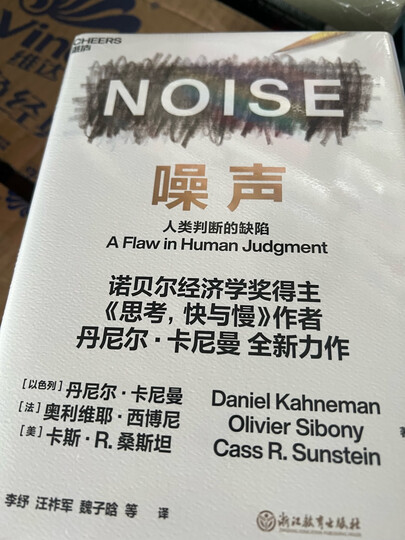 CHEERS
湛庐
NOISE
噪声
人类判断的缺陷
A Flaw in Human Judgment
诺贝尔经济学奖得主
《思考，快与慢》作者
丹尼尔·卡尼曼 全新力作
[以色列] 丹尼尔·卡尼曼
[法] 奥利维耶·西博尼
[美] 卡斯·R. 桑斯坦
Daniel Kahneman
Olivier Sibony
Cass R. Sunstein
李纾 汪祚军 魏子晗 等 译
浙江教育出版社